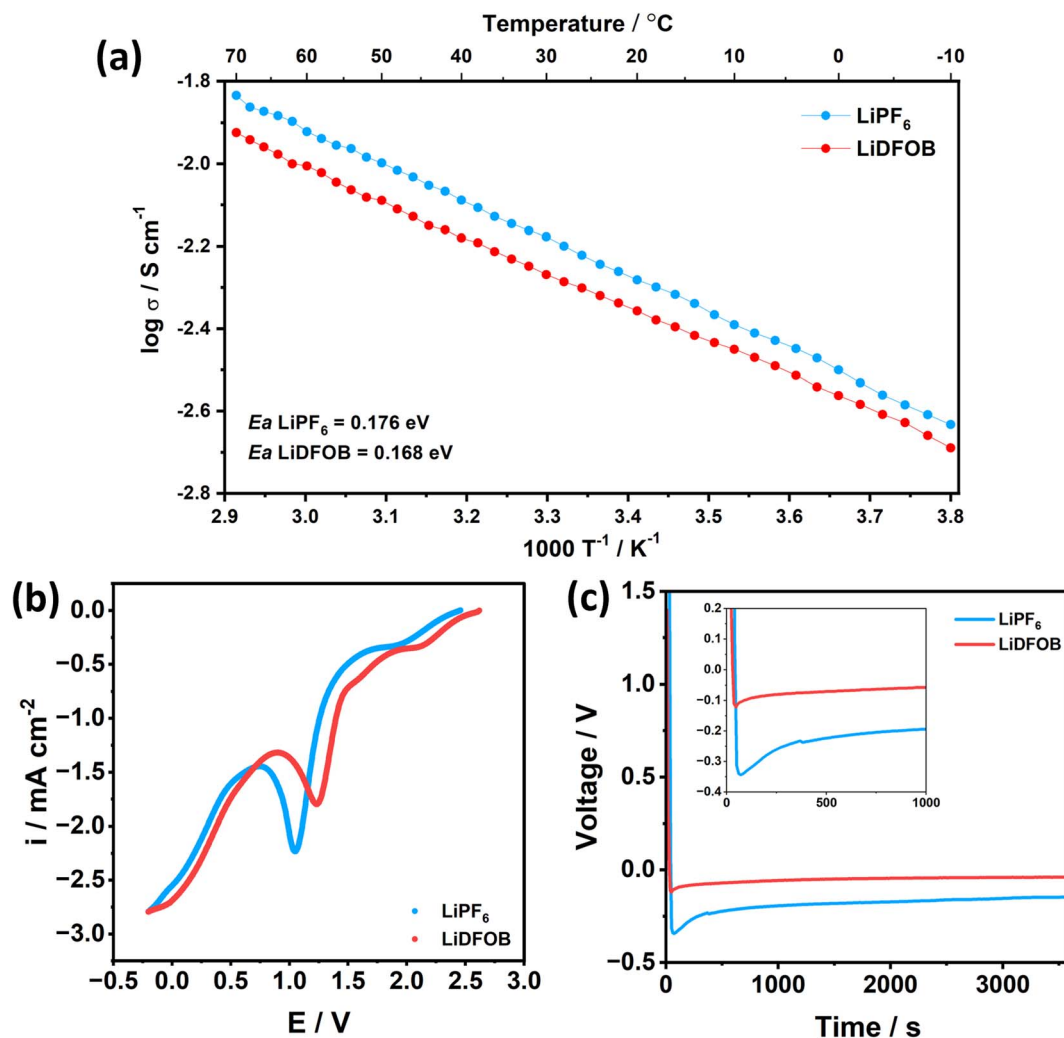 (a)
Temperature / °C
70 60 50 40 30 20 10 0 -10
-1.8
-2.0
-2.2
-2.4
-2.6
-2.8
log σ / S cm⁻¹
LiPF₆
LiDFOB
Ea LiPF₆ = 0.176 eV
Ea LiDFOB = 0.168 eV
2.9 3.0 3.1 3.2 3.3 3.4 3.5 3.6 3.7 3.8
1000 T⁻¹ / K⁻¹
(b)
0.0
−0.5
−1.0
−1.5
−2.0
−2.5
−3.0
i / mA cm⁻²
LiPF₆
LiDFOB
−0.5 0.0 0.5 1.0 1.5 2.0 2.5 3.0
E / V
(c)
1.5
1.0
0.5
0.0
−0.5
Voltage / V
LiPF₆
LiDFOB
0.2
0.1
0.0
−0.1
−0.2
−0.3
−0.4
0 500 1000
0 1000 2000 3000
Time / s